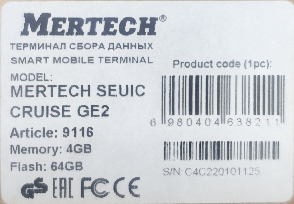 MERTECH®
ТЕРМИНАЛ СБОРА ДАННЫХ
SMART MOBILE TERMINAL
MODEL:
MERTECH SEUIC
CRUISE GE2
Article: 9116
Memory: 4GB
Flash: 64GB
GS EAC FC CE
Product code (1pc):
6 980404 638211
S/N: C4C220101125